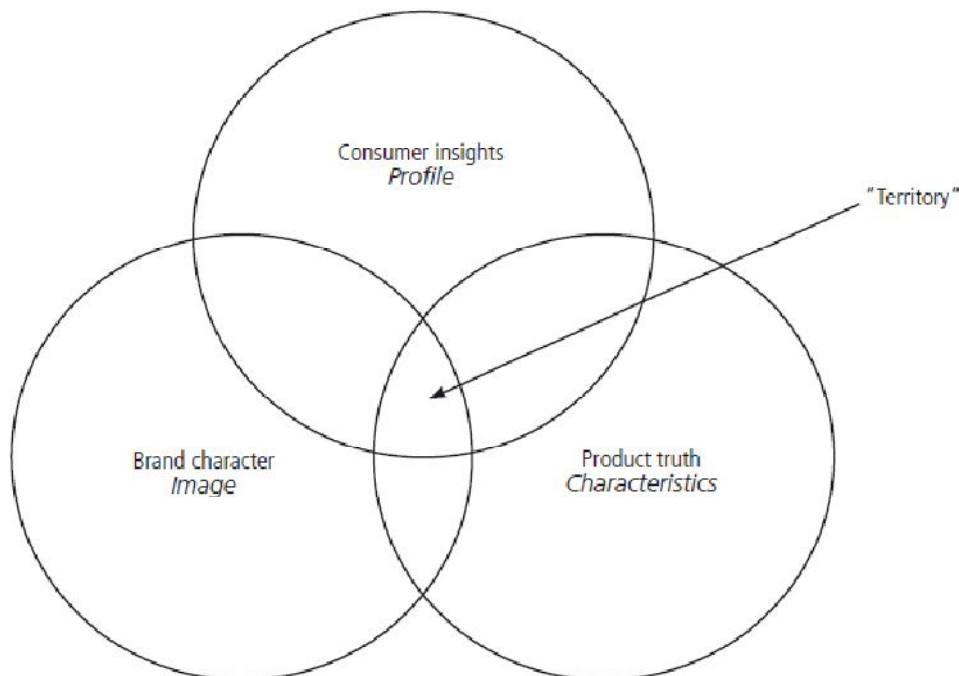 Consumer insights
Profile
"Territory"
Brand character
Image
Product truth
Characteristics